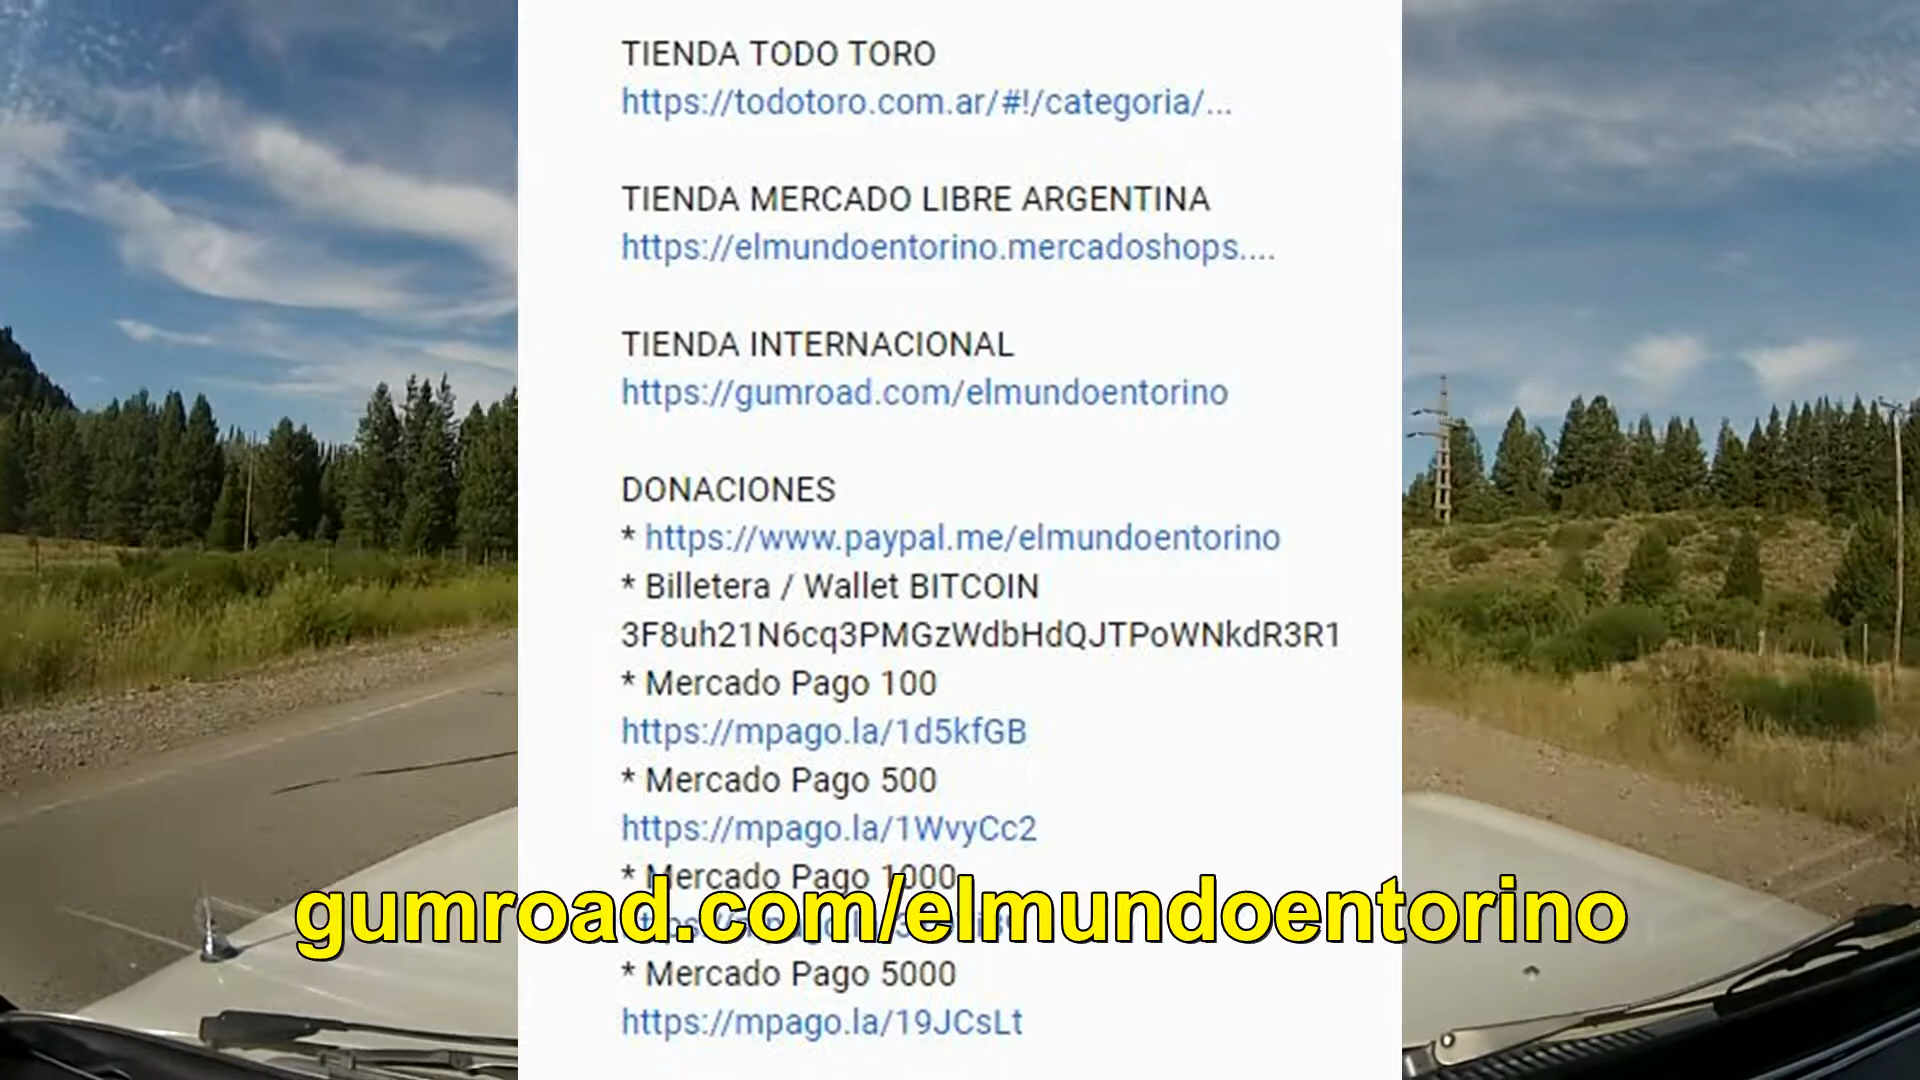 TIENDA TODO TORO
https://todotoro.com.ar/#!/categoria/...
TIENDA MERCADO LIBRE ARGENTINA
https://elmundoentorino.mercadoshops....
TIENDA INTERNACIONAL
https://gumroad.com/elmundoentorino
DONACIONES
* https://www.paypal.me/elmundoentorino
* Billetera / Wallet BITCOIN
3F8uh21N6cq3PMGzWdbHdQJTPoWNkdR3R1
* Mercado Pago 100
https://mpago.la/1d5kfGB
* Mercado Pago 500
https://mpago.la/1WvyCc2
* Mercado Pago 1000
gumroad.com/elmundoentorino
* Mercado Pago 5000
https://mpago.la/19JCsLt